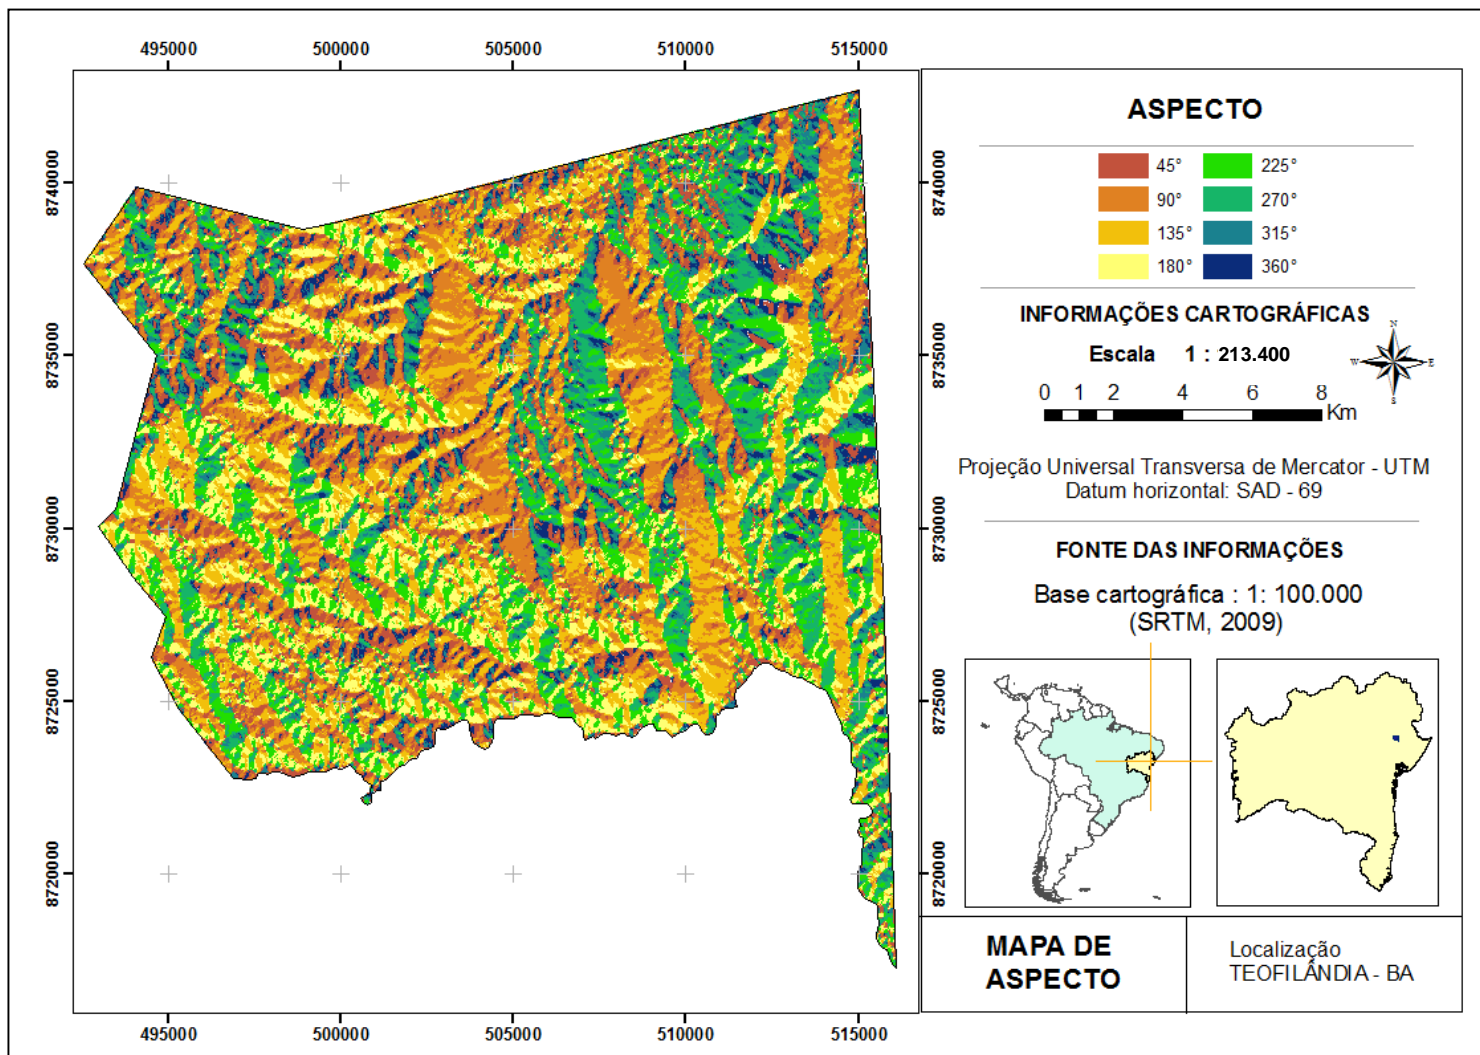 495000 500000 505000 510000 515000
8740000 8740000
8735000 8735000
8730000 8730000
8725000 8725000
8720000 8720000
495000 500000 505000 510000 515000
ASPECTO
45° 225°
90° 270°
135° 315°
180° 360°
INFORMAÇÕES CARTOGRÁFICAS
Escala 1 : 213.400
N
W E
S
0 1 2 4 6 8
Km
Projeção Universal Transversa de Mercator - UTM
Datum horizontal: SAD - 69
FONTE DAS INFORMAÇÕES
Base cartográfica : 1: 100.000
(SRTM, 2009)
MAPA DE
ASPECTO
Localização
TEOFILÂNDIA - BA